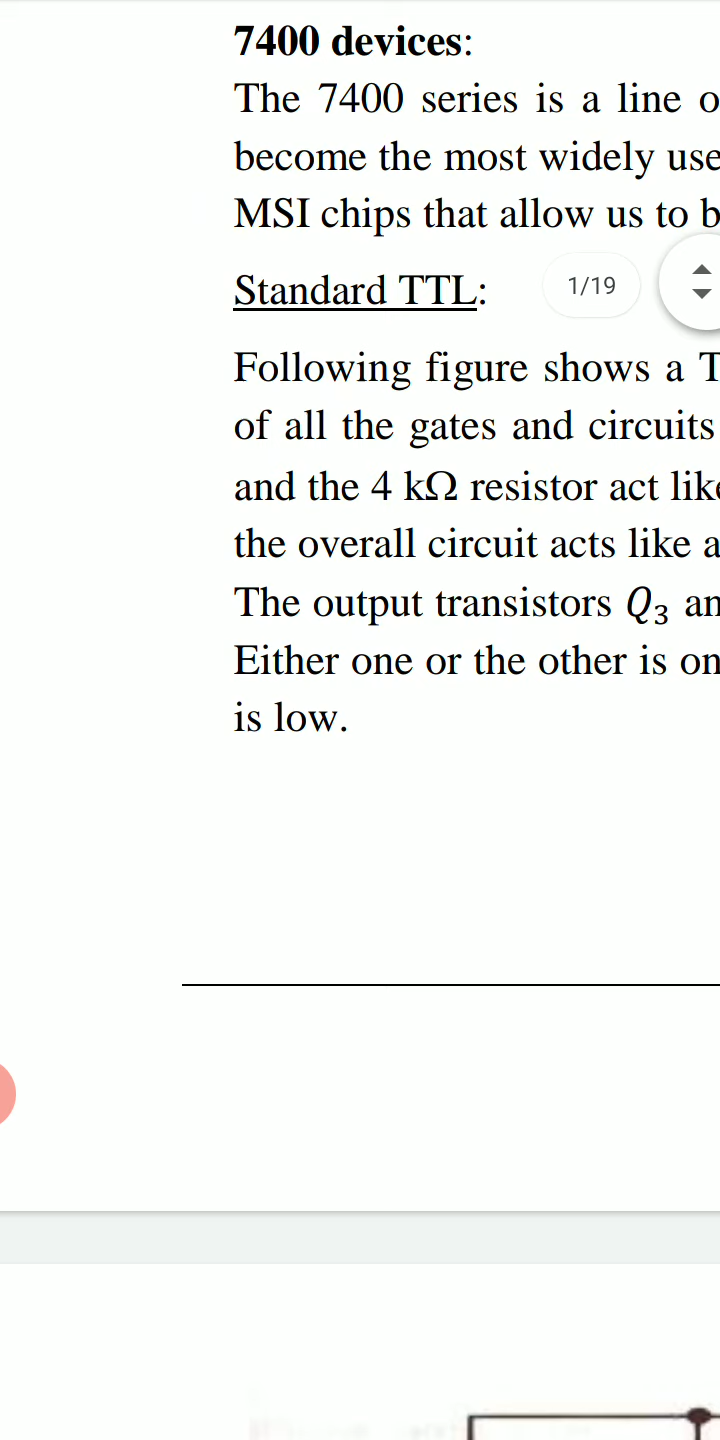 7400 devices:
The 7400 series is a line o
become the most widely use
MSI chips that allow us to b
Standard TTL:
1/19
Following figure shows a T
of all the gates and circuits
and the 4 kΩ resistor act like
the overall circuit acts like a
The output transistors Q₃ an
Either one or the other is on
is low.